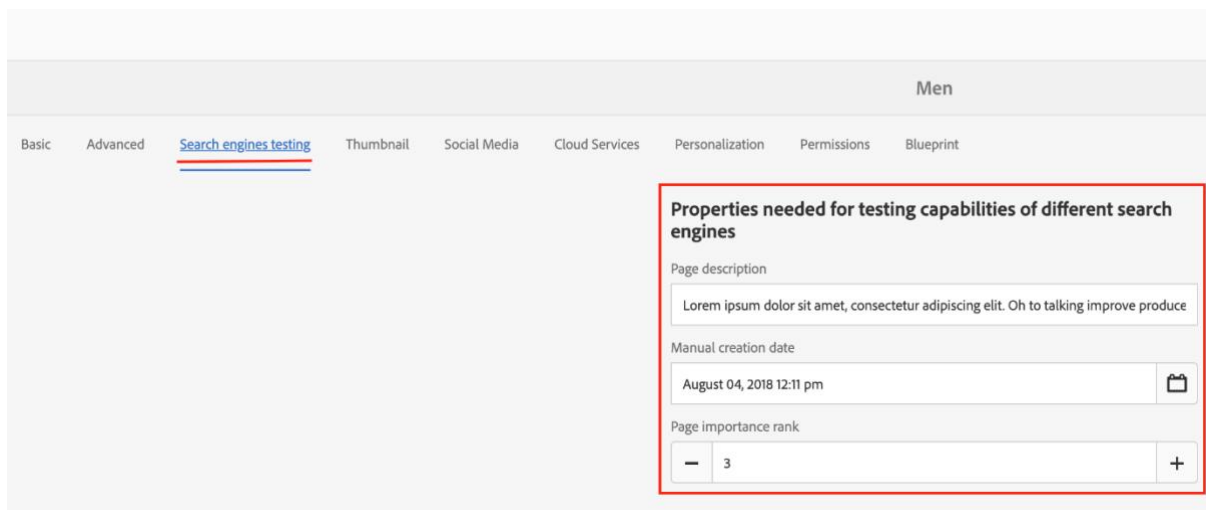 Men
Basic Advanced Search engines testing Thumbnail Social Media Cloud Services Personalization Permissions Blueprint
Properties needed for testing capabilities of different search
engines
Page description
Lorem ipsum dolor sit amet, consectetur adipiscing elit. Oh to talking improve produce
Manual creation date
August 04, 2018 12:11 pm
Page importance rank
− 3 +